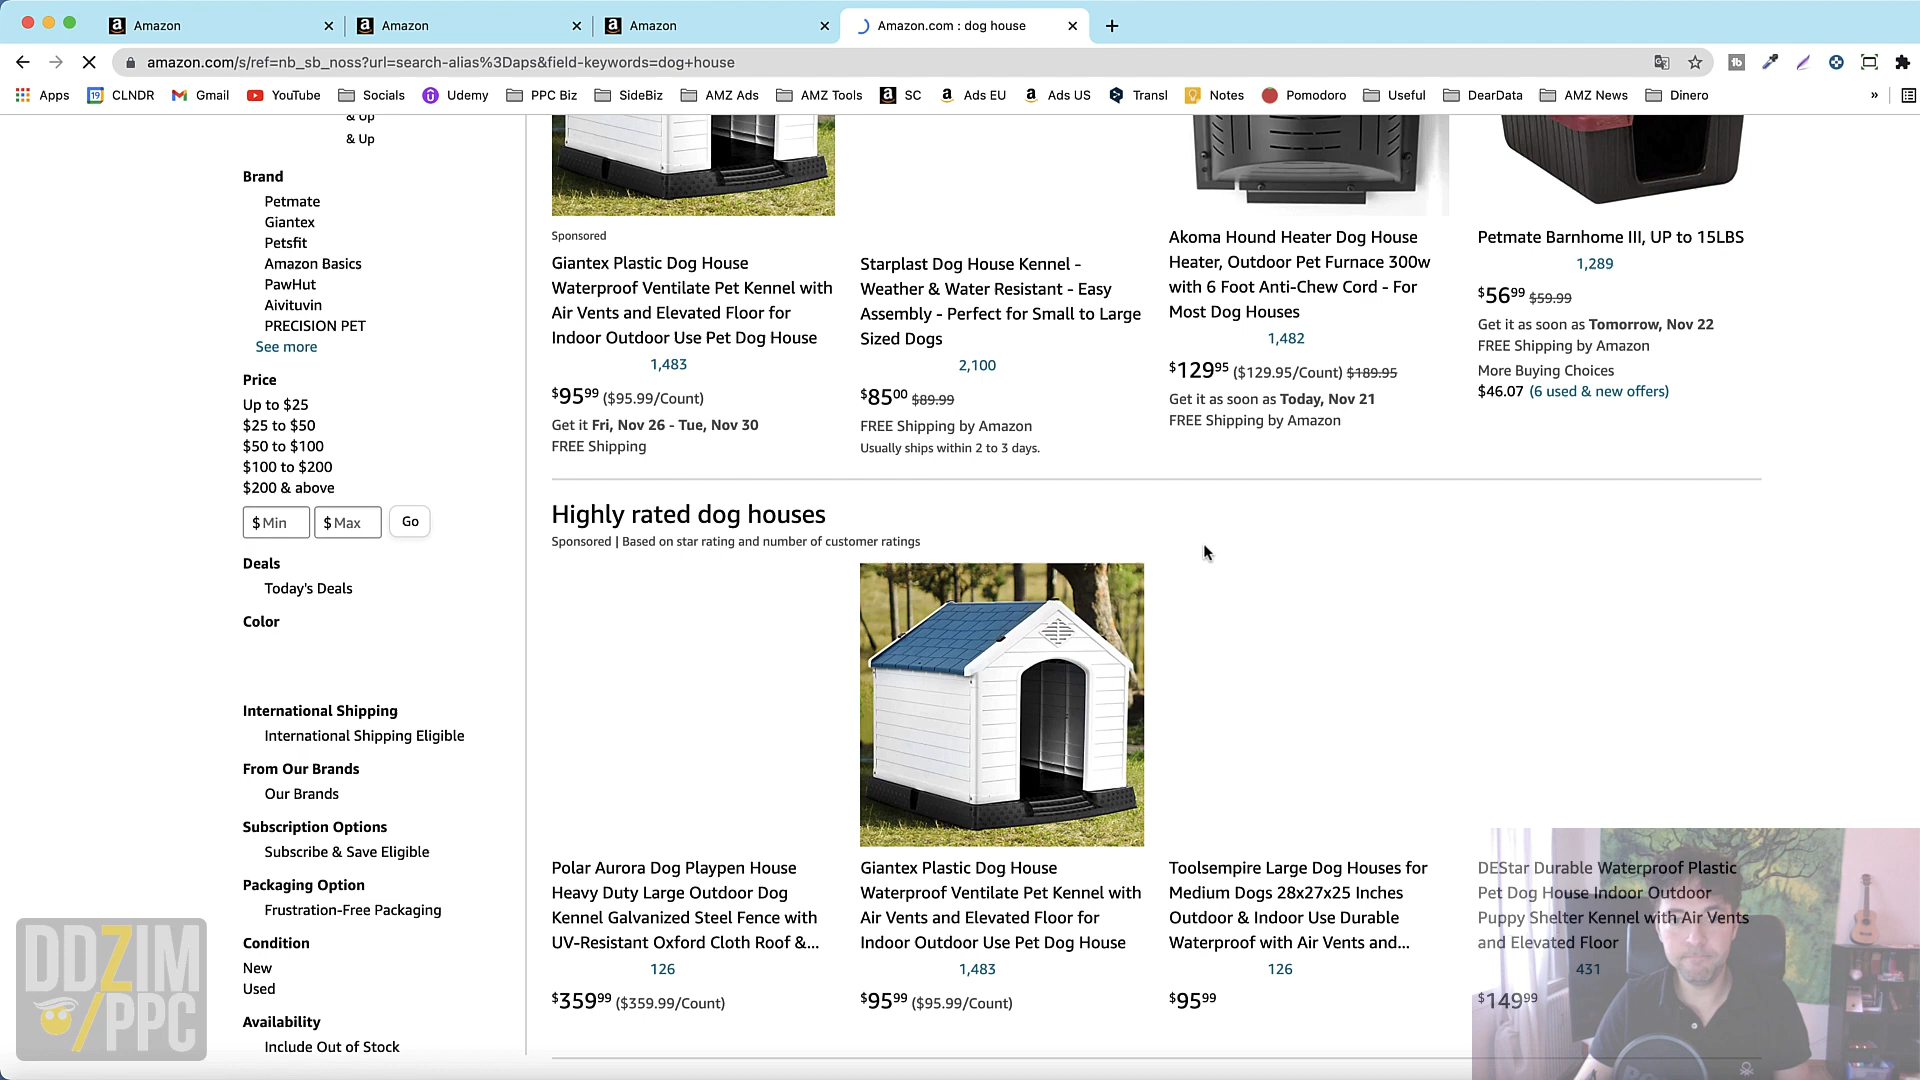 Amazon
Amazon
Amazon
Amazon.com : dog house
amazon.com/s/ref=nb_sb_noss?url=search-alias%3Daps&field-keywords=dog+house
Apps
19
CLNDR
Gmail
YouTube
Socials
Udemy
PPC Biz
SideBiz
AMZ Ads
AMZ Tools
SC
Ads EU
Ads US
Transl
Notes
Pomodoro
Useful
DearData
AMZ News
Dinero
»
& Up
& Up
Brand
Petmate
Giantex
Petsfit
Amazon Basics
PawHut
Aivituvin
PRECISION PET
See more
Price
Up to $25
$25 to $50
$50 to $100
$100 to $200
$200 & above
$ Min
$ Max
Go
Deals
Today's Deals
Color
International Shipping
International Shipping Eligible
From Our Brands
Our Brands
Subscription Options
Subscribe & Save Eligible
Packaging Option
Frustration-Free Packaging
Condition
New
Used
Availability
Include Out of Stock
Sponsored
Giantex Plastic Dog House
Waterproof Ventilate Pet Kennel with
Air Vents and Elevated Floor for
Indoor Outdoor Use Pet Dog House
1,483
$9599 ($95.99/Count)
Get it Fri, Nov 26 - Tue, Nov 30
FREE Shipping
Starplast Dog House Kennel -
Weather & Water Resistant - Easy
Assembly - Perfect for Small to Large
Sized Dogs
2,100
$8500 $89.99
FREE Shipping by Amazon
Usually ships within 2 to 3 days.
Akoma Hound Heater Dog House
Heater, Outdoor Pet Furnace 300w
with 6 Foot Anti-Chew Cord - For
Most Dog Houses
1,482
$12995 ($129.95/Count) $189.95
Get it as soon as Today, Nov 21
FREE Shipping by Amazon
Petmate Barnhome III, UP to 15LBS
1,289
$5699 $59.99
Get it as soon as Tomorrow, Nov 22
FREE Shipping by Amazon
More Buying Choices
$46.07 (6 used & new offers)
Highly rated dog houses
Sponsored | Based on star rating and number of customer ratings
Polar Aurora Dog Playpen House
Heavy Duty Large Outdoor Dog
Kennel Galvanized Steel Fence with
UV-Resistant Oxford Cloth Roof &...
126
$35999 ($359.99/Count)
Giantex Plastic Dog House
Waterproof Ventilate Pet Kennel with
Air Vents and Elevated Floor for
Indoor Outdoor Use Pet Dog House
1,483
$9599 ($95.99/Count)
Toolsempire Large Dog Houses for
Medium Dogs 28x27x25 Inches
Outdoor & Indoor Use Durable
Waterproof with Air Vents and...
126
$9599
DEStar Durable Waterproof Plastic
Pet Dog House Indoor Outdoor
Puppy Shelter Kennel with Air Vents
and Elevated Floor
431
$14999
DDZIM
/PPC